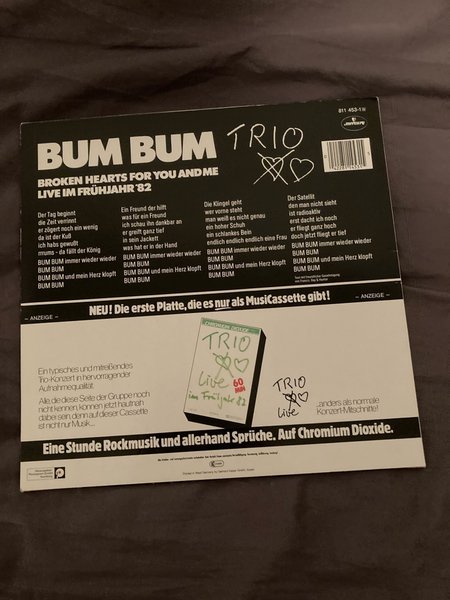 811 453-1
mercury
BUM BUM
TRIO
BROKEN HEARTS FOR YOU AND ME
LIVE IM FRÜHJAHR '82
Der Tag beginnt
die Zeit verrinnt
er zögert noch ein wenig
da ist der Kuß
ich habs gewußt
rrrums - da fällt der König
BUM BUM immer wieder wieder
BUM BUM
BUM BUM
BUM BUM und mein Herz klopft
BUM BUM
Ein Freund der hilft
was für ein Freund
ich schau ihn dankbar an
er greift ganz tief
in sein Jackett
was hat er in der Hand
BUM BUM immer wieder wieder
BUM BUM
BUM BUM
BUM BUM und mein Herz klopft
BUM BUM
Die Klingel geht
wer vorne steht
man weiß es nicht genau
ein hoher Schuh
ein schlankes Bein
endlich endlich endlich eine Frau
BUM BUM immer wieder wieder
BUM BUM
BUM BUM
BUM BUM und mein Herz klopft
BUM BUM
Der Satellit
den man nicht sieht
ist radioaktiv
erst dacht ich noch
er fliegt ganz hoch
doch jetzt fliegt er tief
BUM BUM immer wieder wieder
BUM BUM
BUM BUM
BUM BUM und mein Herz klopft
BUM BUM
– ANZEIGE –
NEU! Die erste Platte, die es nur als MusiCassette gibt!
– ANZEIGE –
Ein typisches und mitreißendes
Trio-Konzert in hervorragender
Aufnahmequalität.
Alle, die diese Seite der Gruppe noch
nicht kennen, können jetzt hautnah
dabei sein, denn auf dieser Cassette
ist nicht nur Musik...
CHROMIUM DIOXIDE
TRIO
Live
60 MIN
im Frühjahr 82
TRIO
Live
...anders als normale
Konzert-Mitschnitte!
Eine Stunde Rockmusik und allerhand Sprüche. Auf Chromium Dioxide.